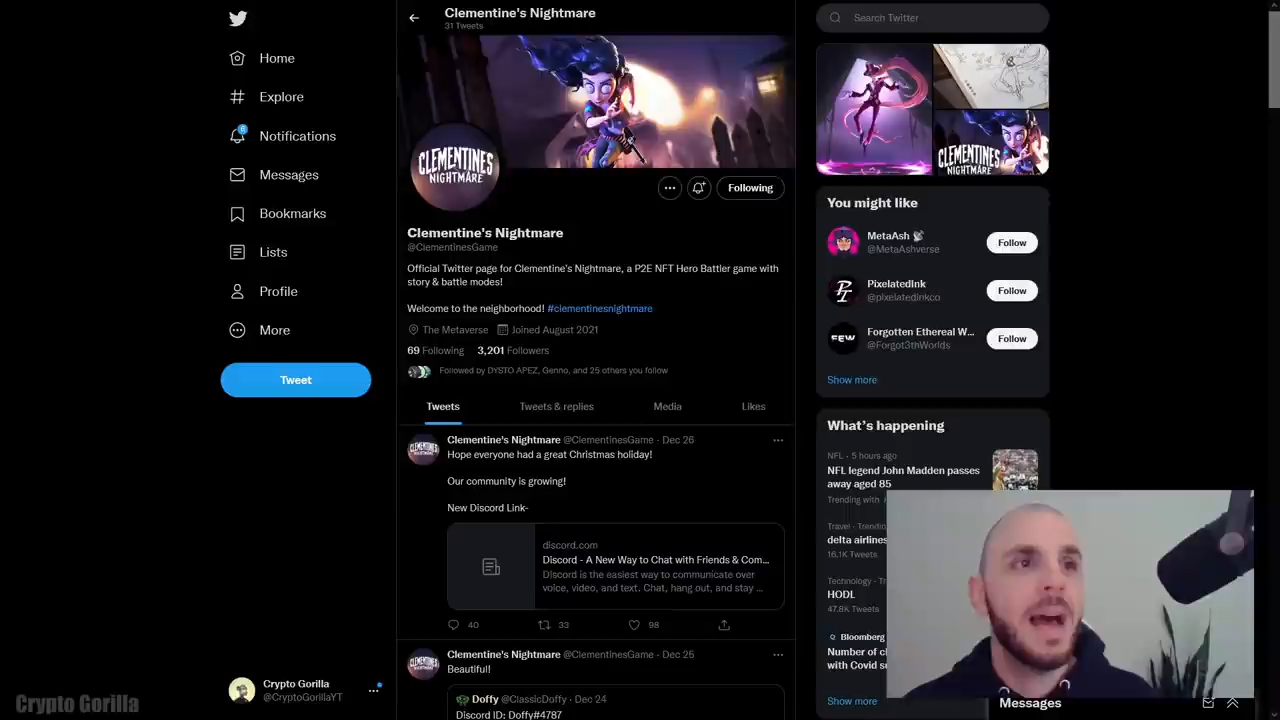 Home
Explore
6
Notifications
Messages
Bookmarks
Lists
Profile
More
Tweet
Crypto Gorilla
@CryptoGorillaYT
Crypto Gorilla
Clementine's Nightmare
31 Tweets
CLEMENTINES
NIGHTMARE
Following
Clementine's Nightmare
@ClementinesGame
Official Twitter page for Clementine's Nightmare, a P2E NFT Hero Battler game with
story & battle modes!
Welcome to the neighborhood! #clementinesnightmare
The Metaverse Joined August 2021
69 Following 3,201 Followers
Followed by DYSTO APEZ, Genno, and 25 others you follow
Tweets Tweets & replies Media Likes
Clementine's Nightmare @ClementinesGame · Dec 26
Hope everyone had a great Christmas holiday!
Our community is growing!
New Discord Link-
discord.com
Discord - A New Way to Chat with Friends & Com...
Discord is the easiest way to communicate over
voice, video, and text. Chat, hang out, and stay ...
40 33 98
Clementine's Nightmare @ClementinesGame · Dec 25
Beautiful!
Doffy @ClassicDoffy · Dec 24
Discord ID: Doffy#4787
Search Twitter
CLEMENTINES
NIGHTMARE
You might like
MetaAsh
@MetaAshverse
Follow
PixelatedInk
@pixelatedinkco
Follow
Forgotten Ethereal W...
@Forgot3thWorlds
Follow
Show more
What's happening
NFL · 5 hours ago
NFL legend John Madden passes
away aged 85
Trending with
Travel · Trending
delta airlines
16.1K Tweets
Technology · Tr
HODL
47.8K Tweets
Bloomberg
Number of c
with Covid
Show more
Messages